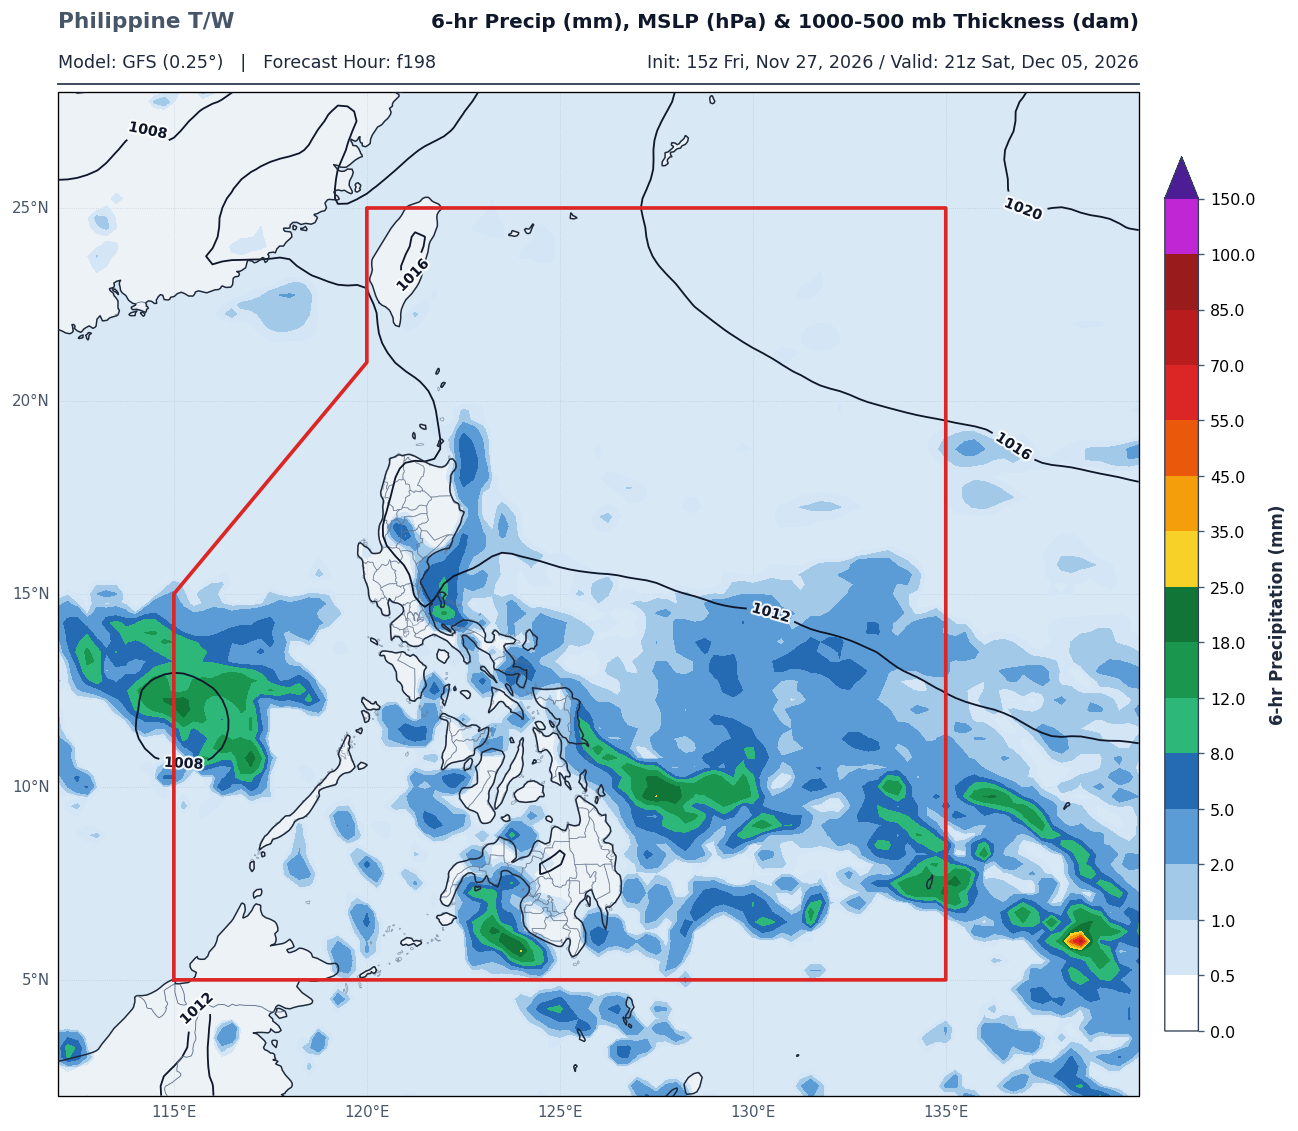 Philippine T/W
6-hr Precip (mm), MSLP (hPa) & 1000-500 mb Thickness (dam)
Model: GFS (0.25°) | Forecast Hour: f198
Init: 15z Fri, Nov 27, 2026 / Valid: 21z Sat, Dec 05, 2026
1008
1020
1016
1016
1012
1008
1012
25°N
20°N
15°N
10°N
5°N
115°E
120°E
125°E
130°E
135°E
150.0
100.0
85.0
70.0
55.0
45.0
35.0
25.0
18.0
12.0
8.0
5.0
2.0
1.0
0.5
0.0
6-hr Precipitation (mm)